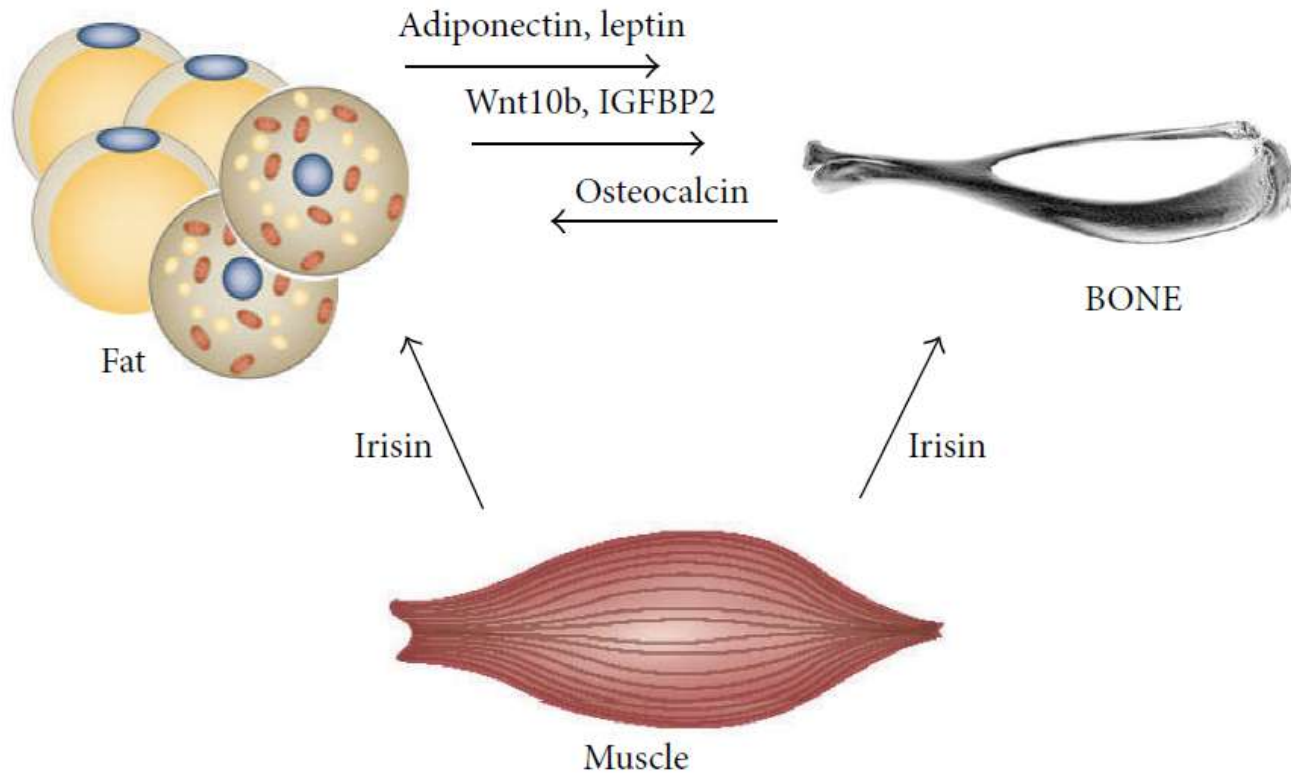 Adiponectin, leptin
Wnt10b, IGFBP2
Osteocalcin
BONE
Fat
Irisin
Irisin
Muscle